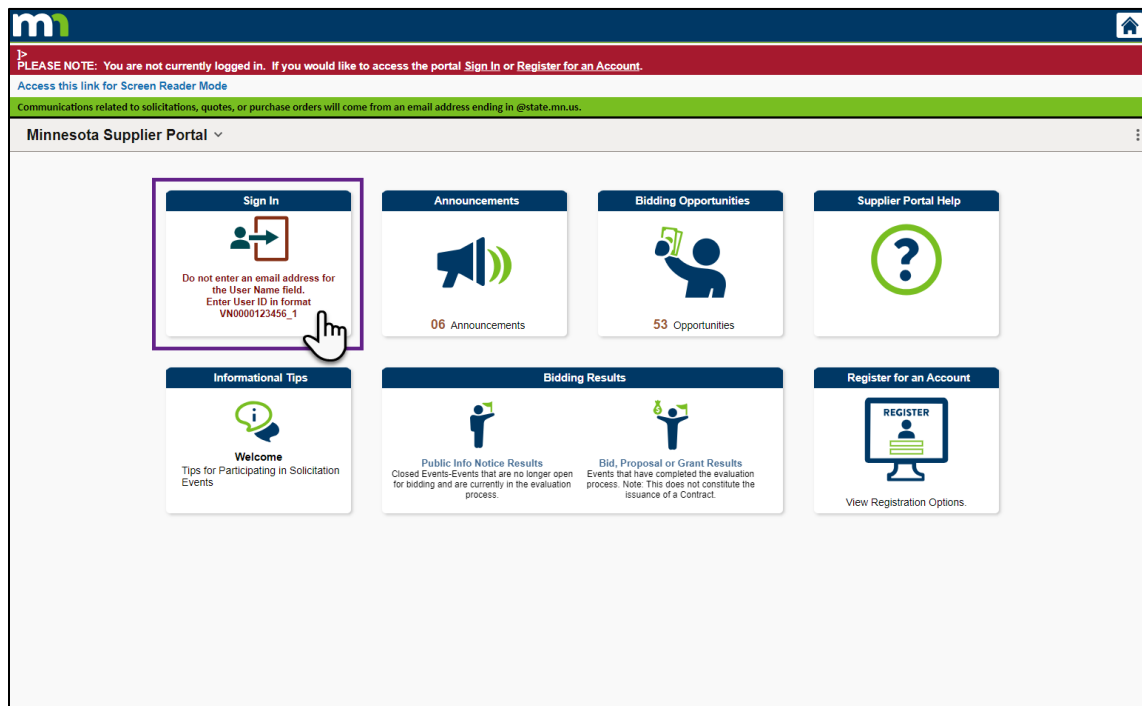 mn
]>
PLEASE NOTE: You are not currently logged in. If you would like to access the portal Sign In or Register for an Account.
Access this link for Screen Reader Mode
Communications related to solicitations, quotes, or purchase orders will come from an email address ending in @state.mn.us.
Minnesota Supplier Portal
Sign In
Do not enter an email address for
the User Name field.
Enter User ID in format
VN0000123456_1
Announcements
06 Announcements
Bidding Opportunities
53 Opportunities
Supplier Portal Help
?
Informational Tips
i
Welcome
Tips for Participating in Solicitation
Events
Bidding Results
Public Info Notice Results
Closed Events-Events that are no longer open
for bidding and are currently in the evaluation
process.
Bid, Proposal or Grant Results
Events that have completed the evaluation
process. Note: This does not constitute the
issuance of a Contract.
Register for an Account
REGISTER
View Registration Options.